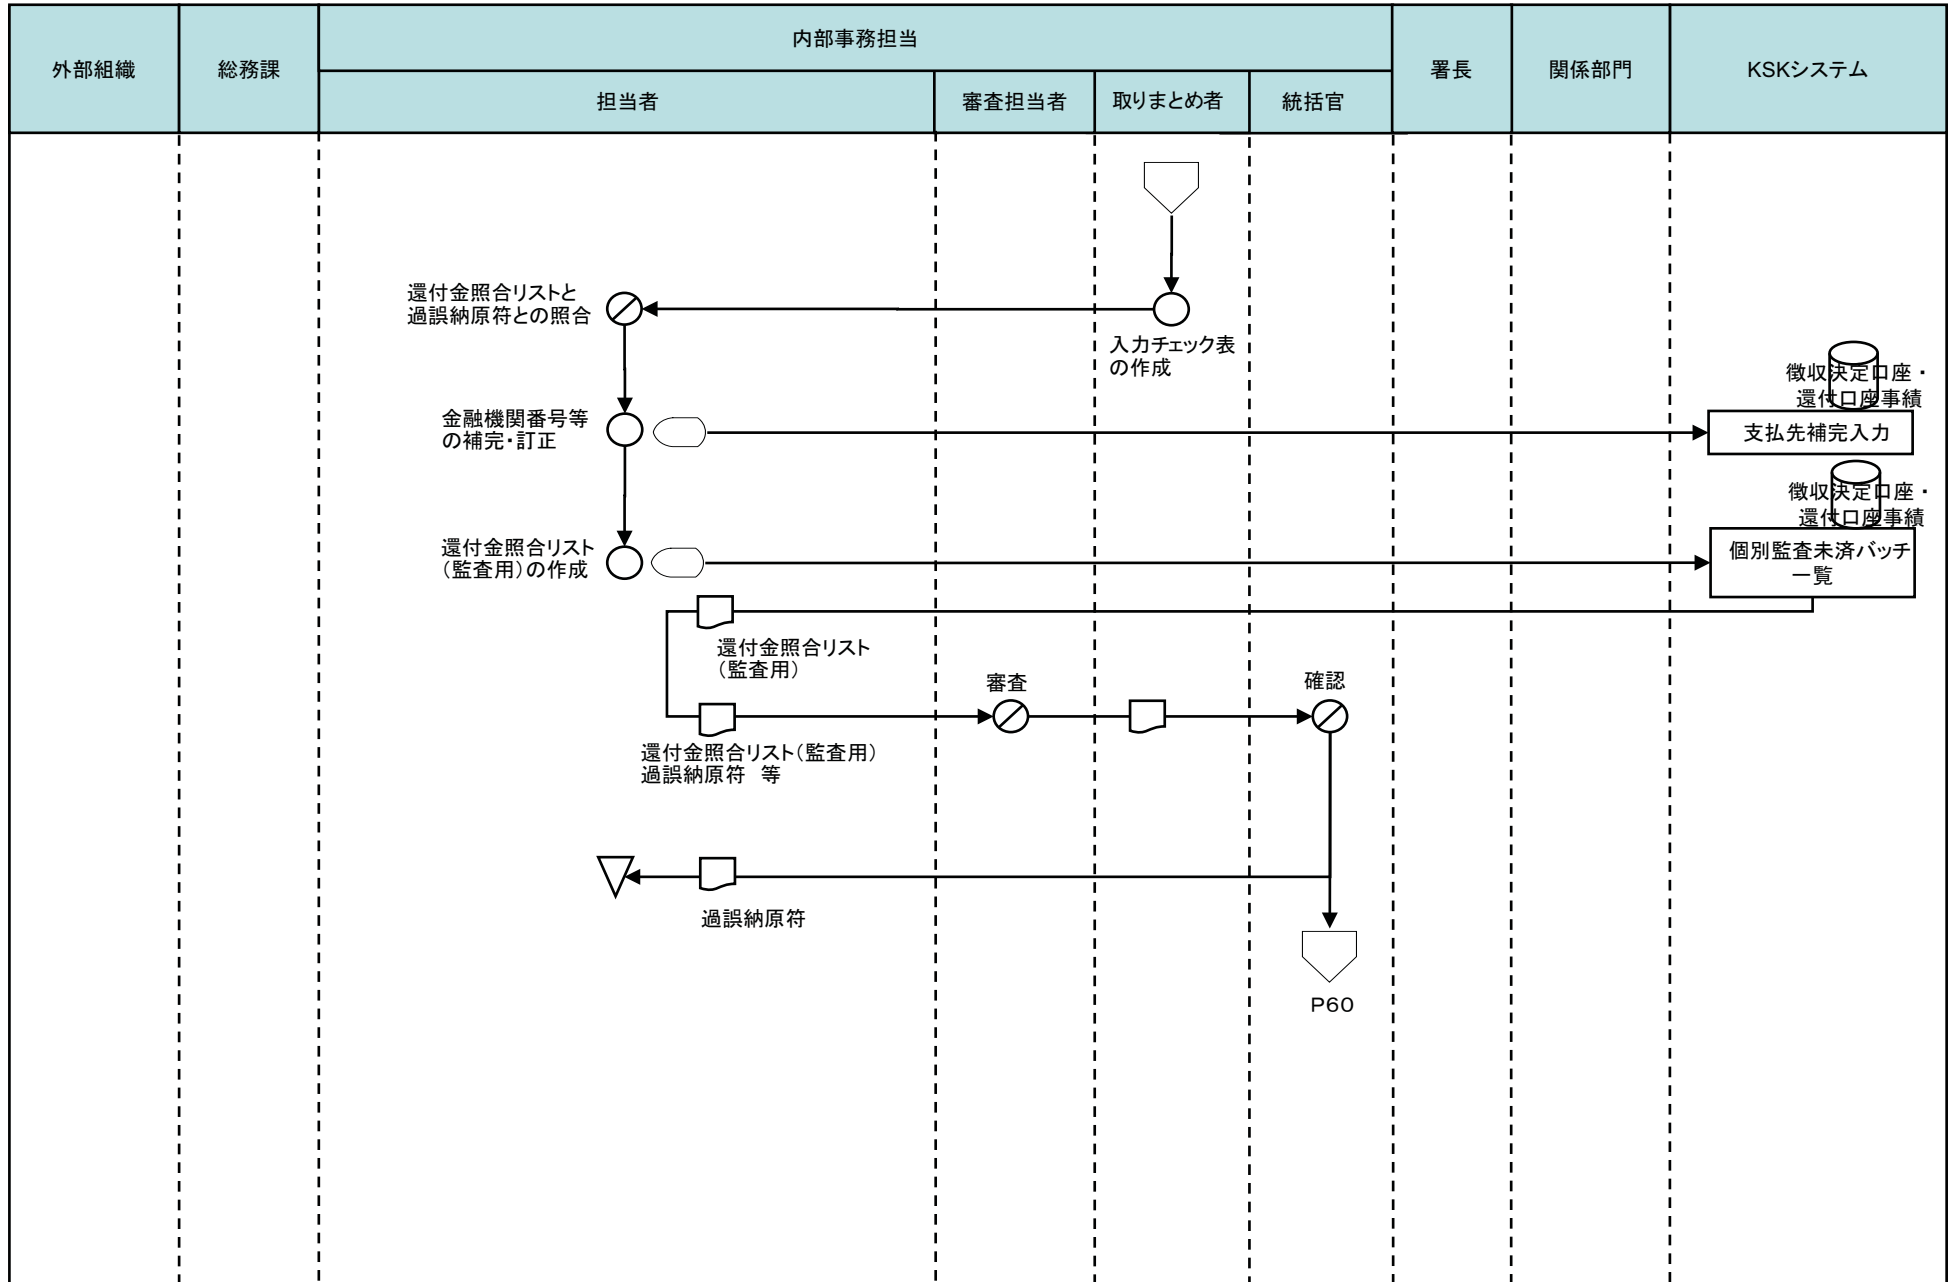 外部組織
総務課
内部事務担当
担当者
審査担当者
取りまとめ者
統括官
署長
関係部門
KSKシステム
還付金照合リストと
過誤納原符との照合
入力チェック表
の作成
徴収決定口座・
還付口座事績
金融機関番号等
の補完・訂正
支払先補完入力
徴収決定口座・
還付口座事績
還付金照合リスト
（監査用）の作成
個別監査未済バッチ
一覧
還付金照合リスト
（監査用）
審査
確認
還付金照合リスト（監査用）
過誤納原符　等
過誤納原符
P60